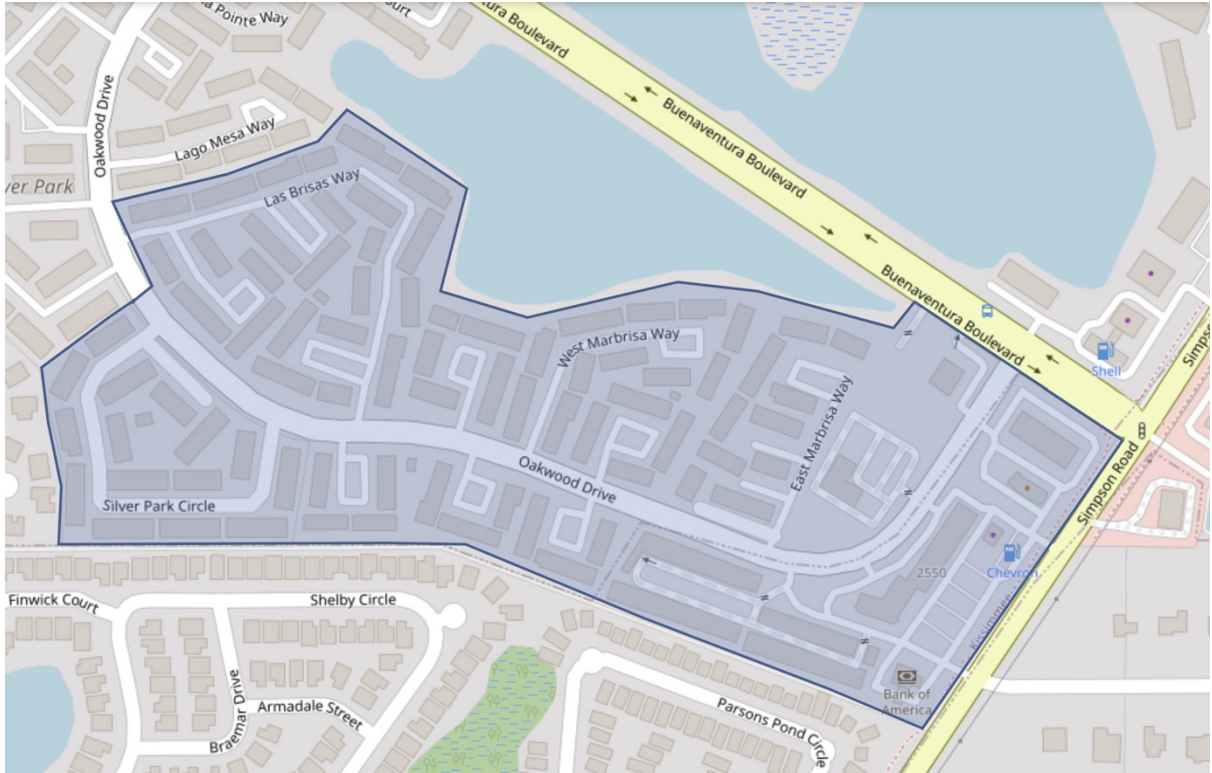 Pointe Way
Court
Buenaventura Boulevard
Oakwood Drive
Lago Mesa Way
Buenaventura Boulevard
Las Brisas Way
Buenaventura Boulevard
Shell
West Marbrisa Way
East Marbrisa Way
Simpson Road
Oakwood Drive
Silver Park Circle
2550
Chevron
Kissimmee
Finwick Court
Shelby Circle
Bank of
America
Braemar Drive
Armadale Street
Parsons Pond Circle